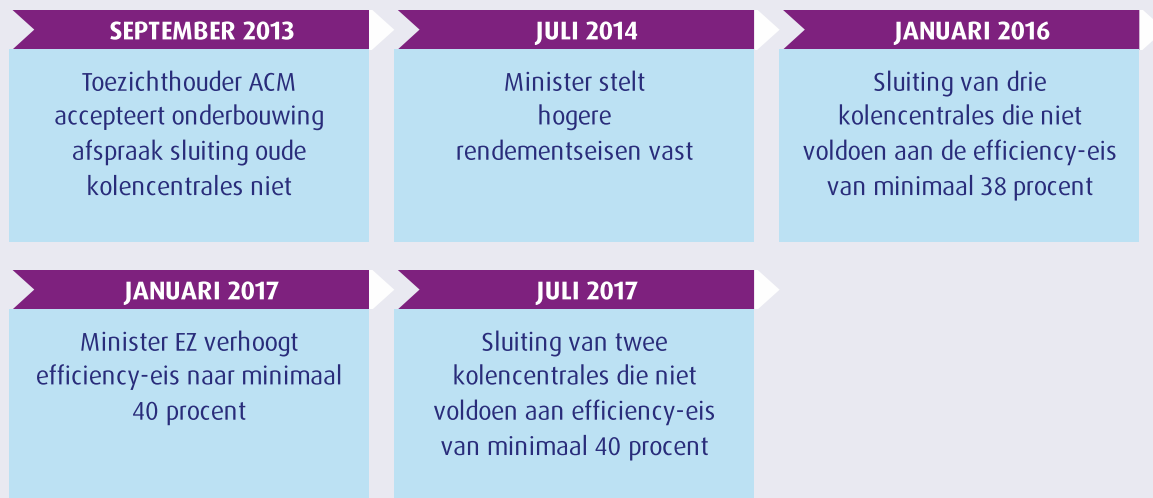 SEPTEMBER 2013
Toezichthouder ACM
accepteert onderbouwing
afspraak sluiting oude
kolencentrales niet
JULI 2014
Minister stelt
hogere
rendementseisen vast
JANUARI 2016
Sluiting van drie
kolencentrales die niet
voldoen aan de efficiency-eis
van minimaal 38 procent
JANUARI 2017
Minister EZ verhoogt
efficiency-eis naar minimaal
40 procent
JULI 2017
Sluiting van twee
kolencentrales die niet
voldoen aan efficiency-eis
van minimaal 40 procent